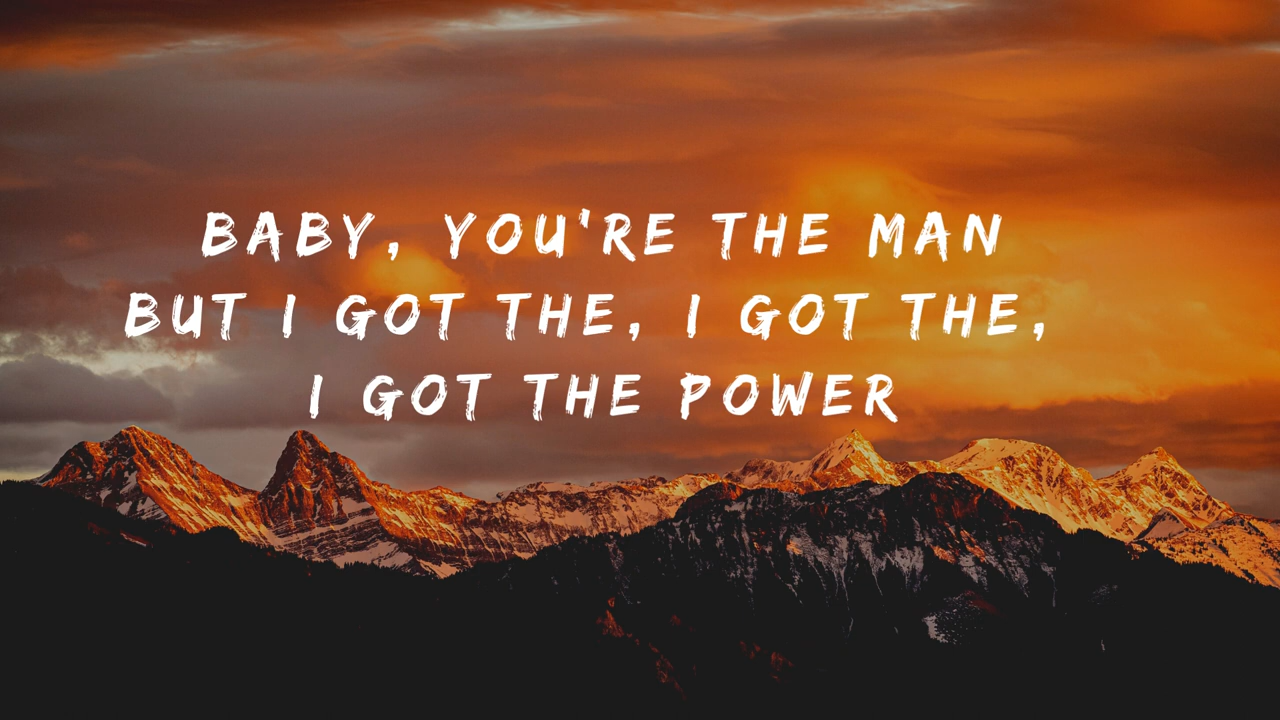 BABY, YOU'RE THE MAN
BUT I GOT THE, I GOT THE,
I GOT THE POWER